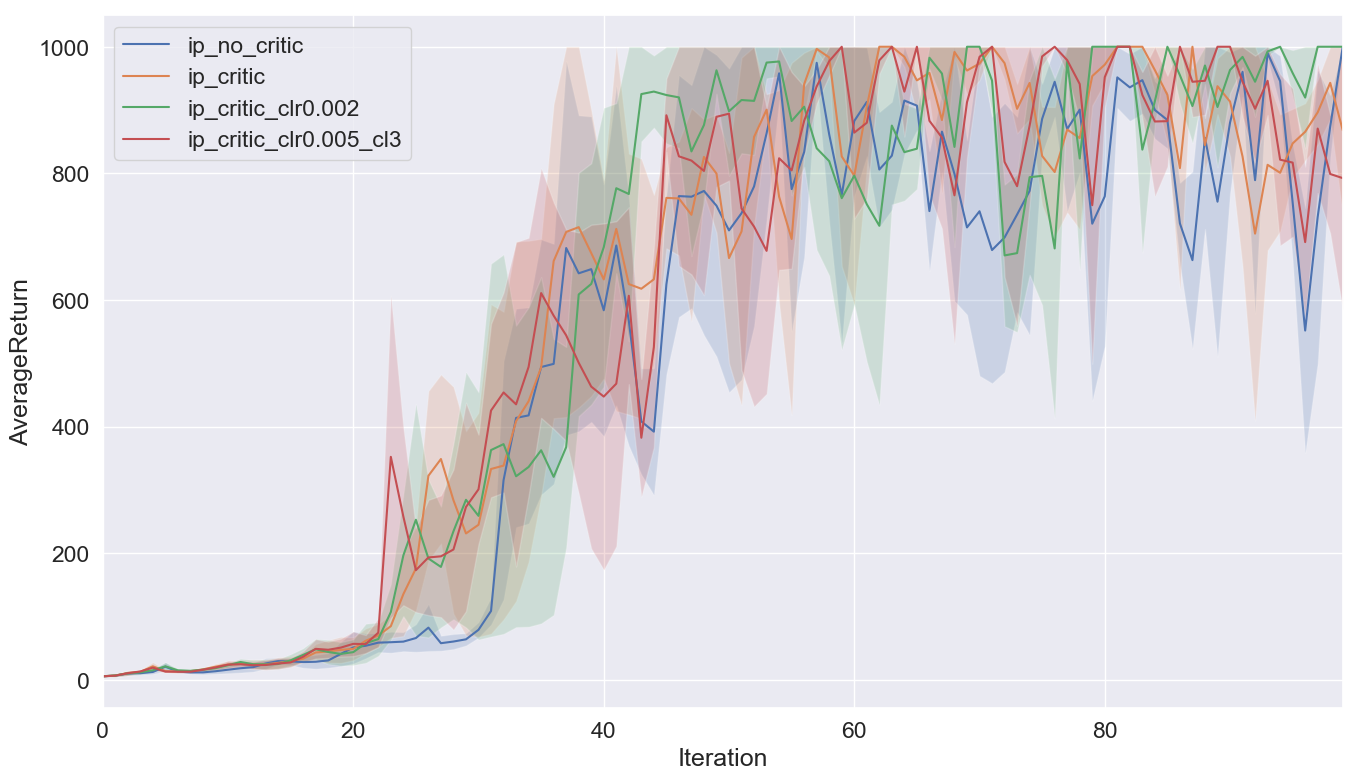 1000
800
600
400
200
0
AverageReturn
ip_no_critic
ip_critic
ip_critic_clr0.002
ip_critic_clr0.005_cl3
0 20 40 60 80
Iteration